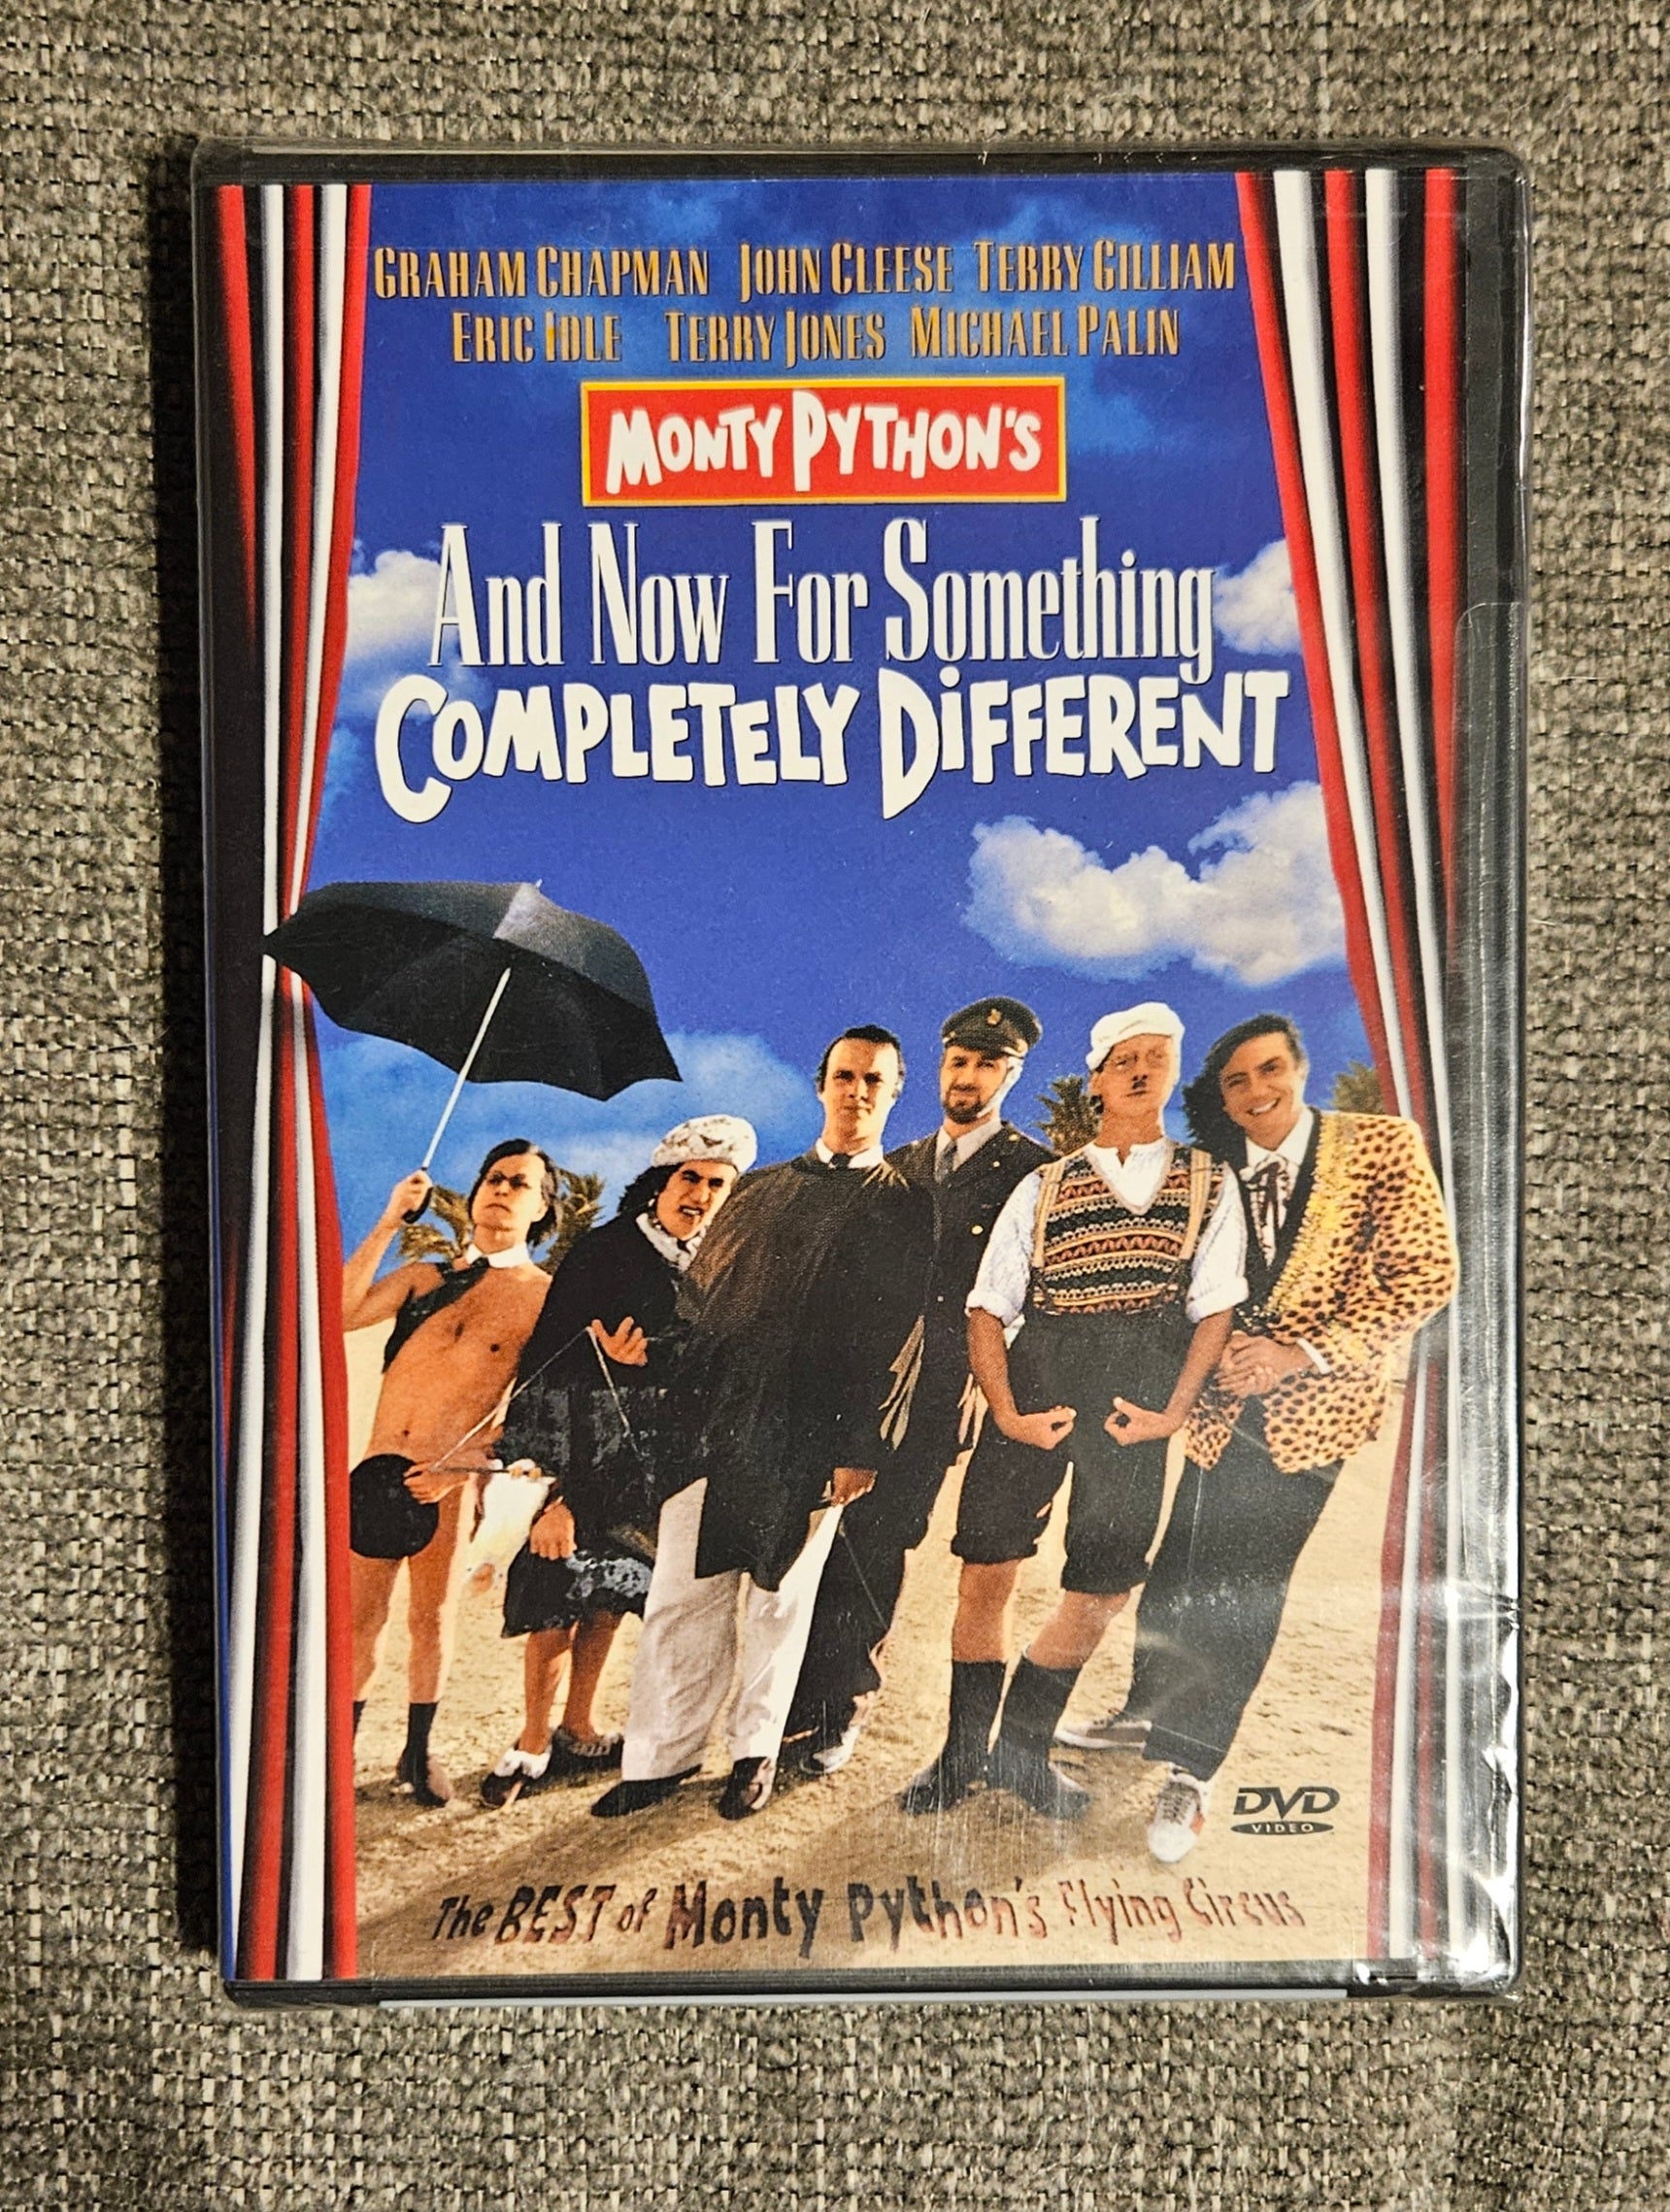 GRAHAM CHAPMAN JOHN CLEESE TERRY GILLIAM
ERIC IDLE TERRY JONES MICHAEL PALIN
MONTY PYTHON'S
And Now For Something
COMPLETELY DiFFERENT
DVD
VIDEO
The BEST of Monty Python's Flying Circus